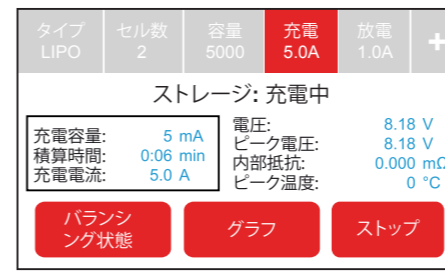 タイプ セル数 容量 充電 放電 +
LIPO 2 5000 5.0A 1.0A
ストレージ: 充電中
充電容量: 5 mA
積算時間: 0:06 min
充電電流: 5.0 A
電圧: 8.18 V
ピーク電圧: 8.18 V
内部抵抗: 0.000 mΩ
ピーク温度: 0 °C
バランシ
ング状態
グラフ
ストップ